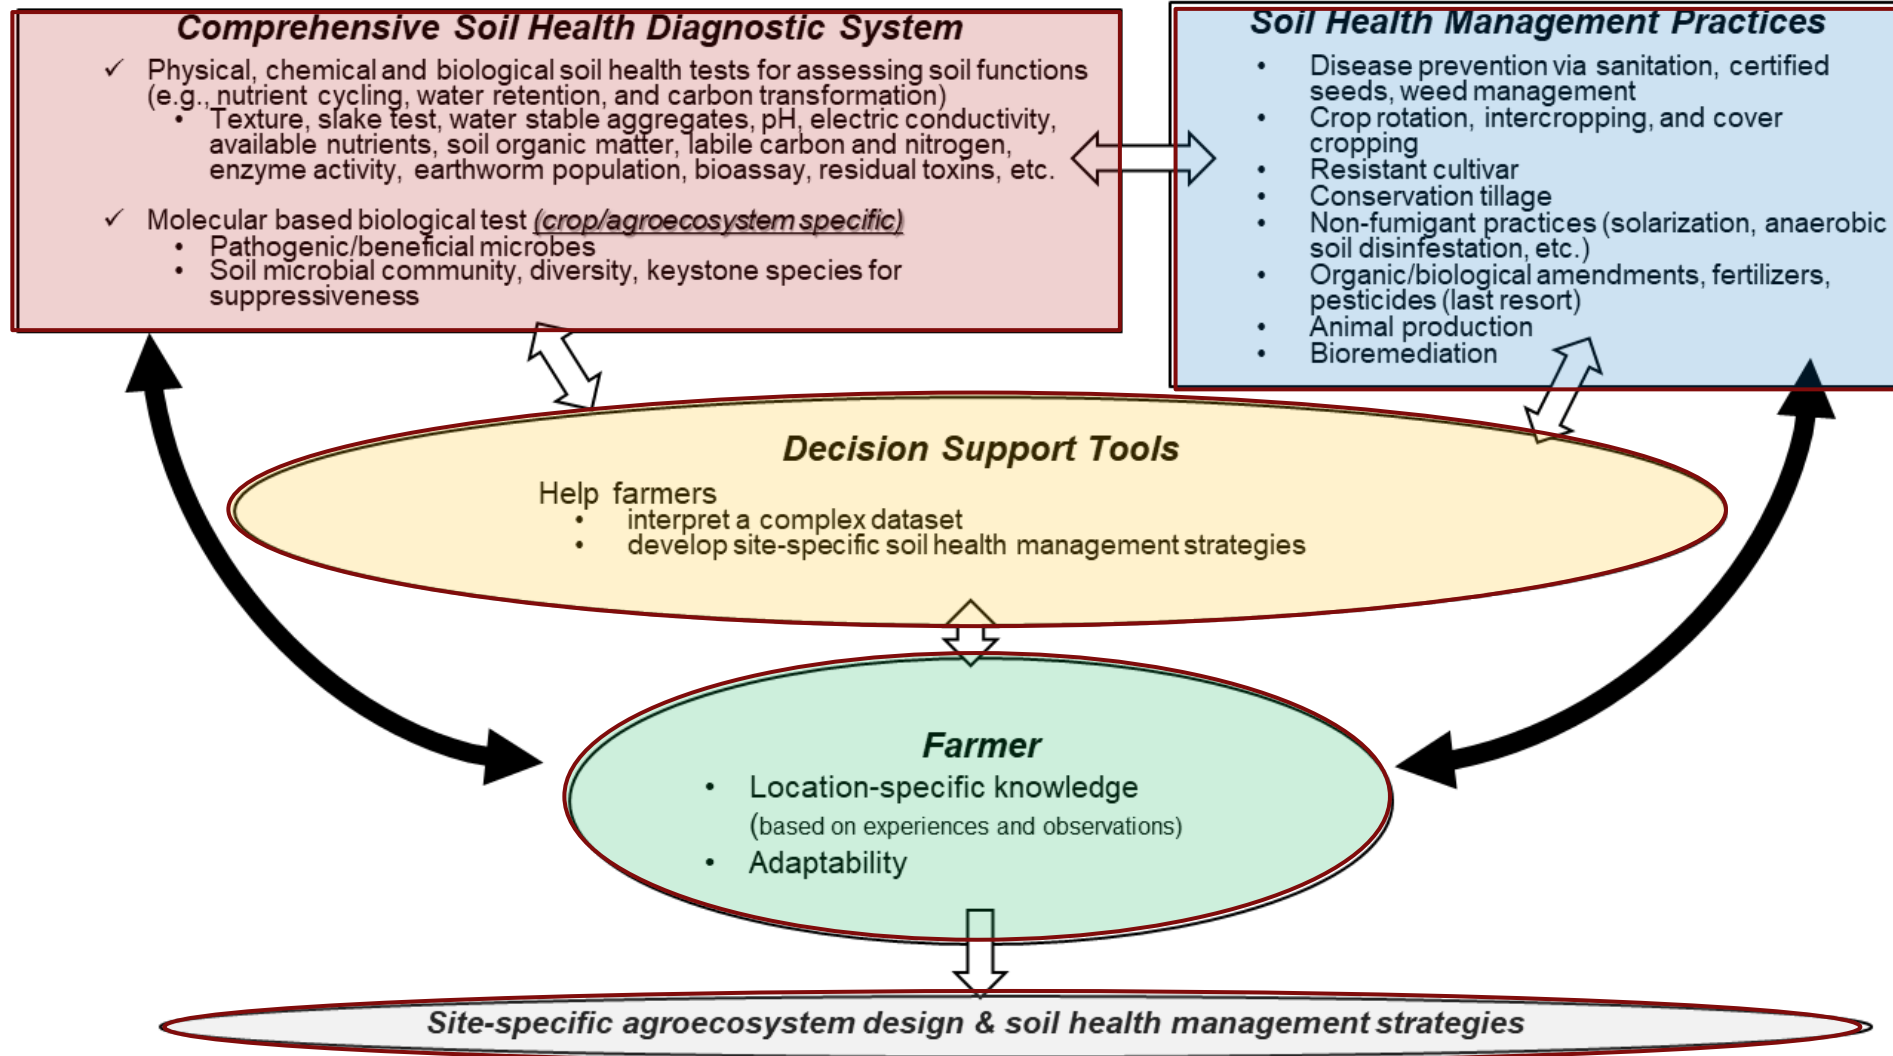 Comprehensive Soil Health Diagnostic System
✓ Physical, chemical and biological soil health tests for assessing soil functions
(e.g., nutrient cycling, water retention, and carbon transformation)
• Texture, slake test, water stable aggregates, pH, electric conductivity,
available nutrients, soil organic matter, labile carbon and nitrogen,
enzyme activity, earthworm population, bioassay, residual toxins, etc.
✓ Molecular based biological test (crop/agroecosystem specific)
• Pathogenic/beneficial microbes
• Soil microbial community, diversity, keystone species for
suppressiveness
Soil Health Management Practices
• Disease prevention via sanitation, certified
seeds, weed management
• Crop rotation, intercropping, and cover
cropping
• Resistant cultivar
• Conservation tillage
• Non-fumigant practices (solarization, anaerobic
soil disinfestation, etc.)
• Organic/biological amendments, fertilizers,
pesticides (last resort)
• Animal production
• Bioremediation
Decision Support Tools
Help farmers
• interpret a complex dataset
• develop site-specific soil health management strategies
Farmer
• Location-specific knowledge
(based on experiences and observations)
• Adaptability
Site-specific agroecosystem design & soil health management strategies